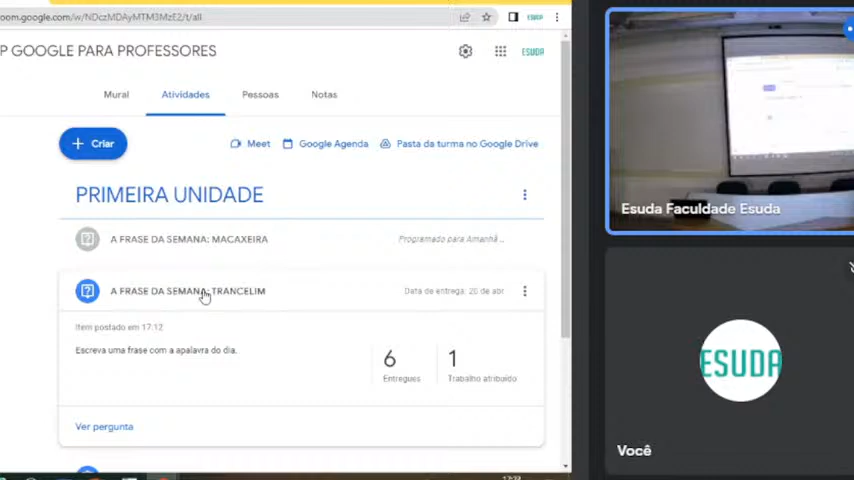 oom.google.com/w/NDczMDAyMTM3MzE2/t/all
P GOOGLE PARA PROFESSORES
ESUDA
Mural Atividades Pessoas Notas
+ Criar
Meet Google Agenda Pasta da turma no Google Drive
PRIMEIRA UNIDADE
A FRASE DA SEMANA: MACAXEIRA
Programado para Amanhã ...
A FRASE DA SEMANA: TRANCELIM
Data de entrega: 26 de abr
Item postado em 17:12
Escreva uma frase com a apalavra do dia.
6
Entregues
1
Trabalho atribuído
Ver pergunta
Esuda Faculdade Esuda
ESUDA
Você